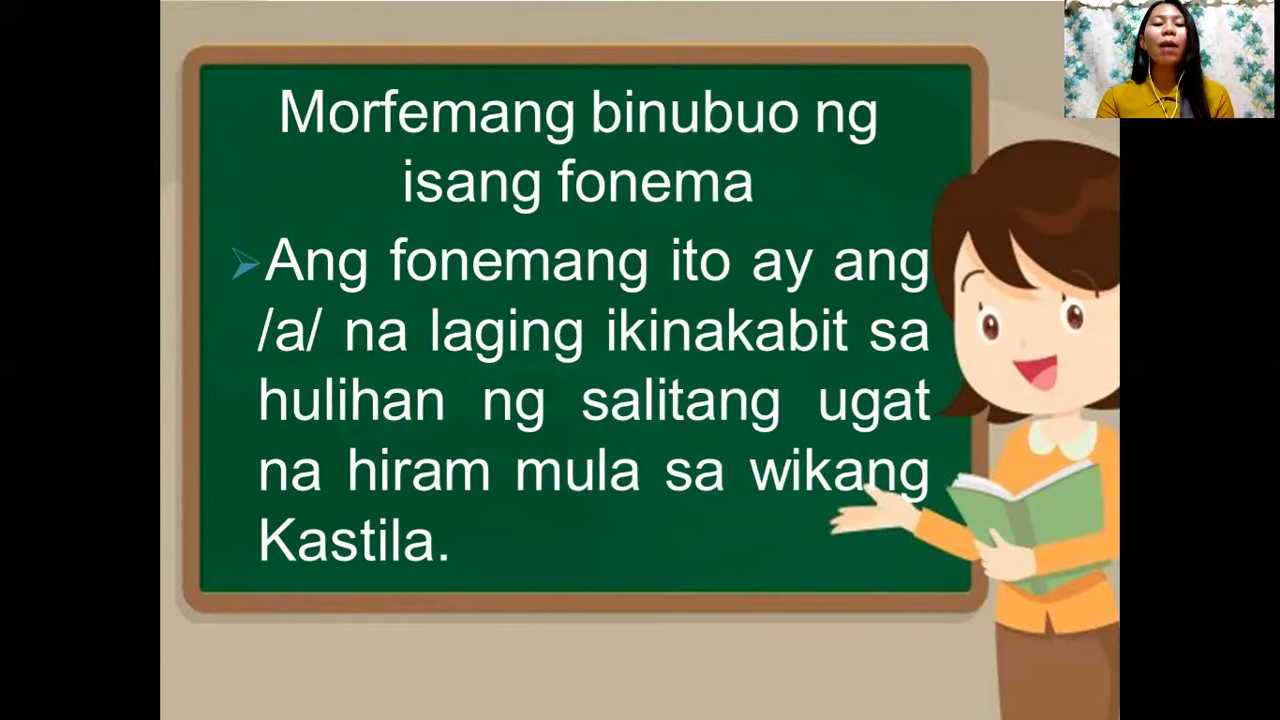 Morfemang binubuo ng
isang fonema
Ang fonemang ito ay ang
/a/ na laging ikinakabit sa
hulihan ng salitang ugat
na hiram mula sa wikang
Kastila.